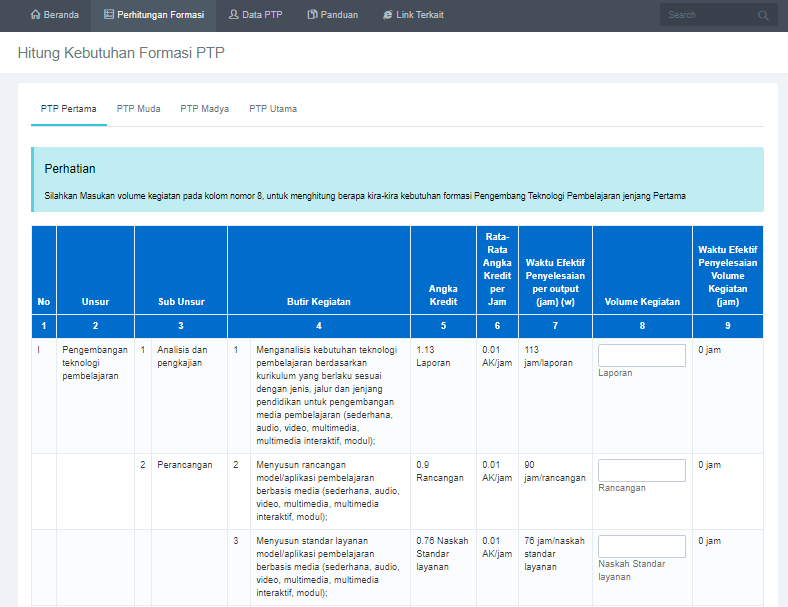 Beranda Perhitungan Formasi Data PTP Panduan Link Terkait Search
Hitung Kebutuhan Formasi PTP
PTP Pertama PTP Muda PTP Madya PTP Utama
Perhatian
Silahkan Masukan volume kegiatan pada kolom nomor 8, untuk menghitung berapa kira-kira kebutuhan formasi Pengembang Teknologi Pembelajaran jenjang Pertama
No
Unsur
Sub Unsur
Butir Kegiatan
Angka
Kredit
Rata-
Rata
Angka
Kredit
per
Jam
Waktu Efektif
Penyelesaian
per output
(jam) (w)
Volume Kegiatan
Waktu Efektif
Penyelesaian
Volume
Kegiatan
(jam)
1 2 3 4 5 6 7 8 9
I
Pengembangan
teknologi
pembelajaran
1
Analisis dan
pengkajian
1
Menganalisis kebutuhan teknologi
pembelajaran berdasarkan
kurikulum yang berlaku sesuai
dengan jenis, jalur dan jenjang
pendidikan untuk pengembangan
media pembelajaran (sederhana,
audio, video, multimedia,
multimedia interaktif, modul);
1.13
Laporan
0.01
AK/jam
113
jam/laporan
Laporan
0 jam
2
Perancangan
2
Menyusun rancangan
model/aplikasi pembelajaran
berbasis media (sederhana, audio,
video, multimedia, multimedia
interaktif, modul);
0.9
Rancangan
0.01
AK/jam
90
jam/rancangan
Rancangan
0 jam
3
Menyusun standar layanan
model/aplikasi pembelajaran
berbasis media (sederhana, audio,
video, multimedia, multimedia
interaktif, modul);
0.76 Naskah
Standar
layanan
0.01
AK/jam
76 jam/naskah
standar
layanan
Naskah Standar
layanan
0 jam